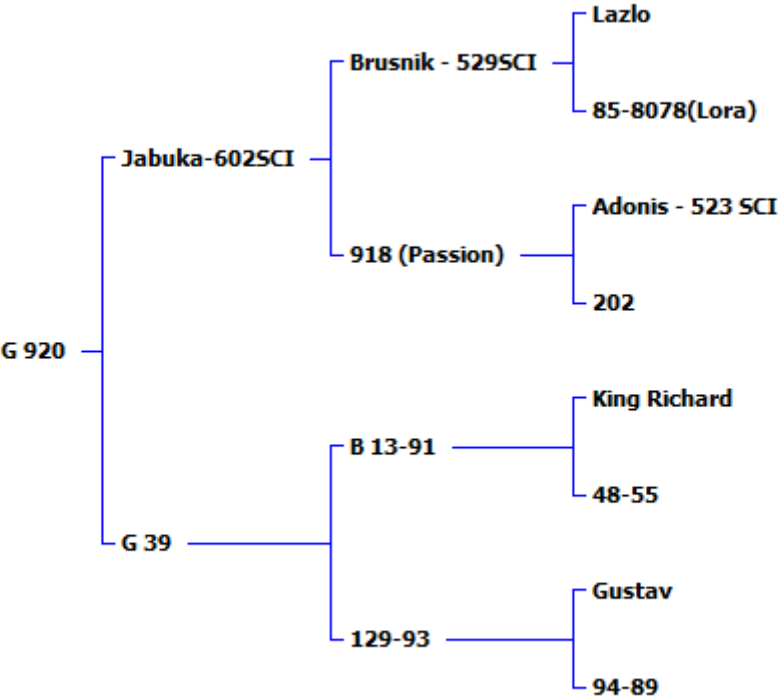 Lazlo
Brusnik - 529SCI
85-8078(Lora)
Jabuka-602SCI
Adonis - 523 SCI
918 (Passion)
202
G 920
King Richard
B 13-91
48-55
G 39
Gustav
129-93
94-89